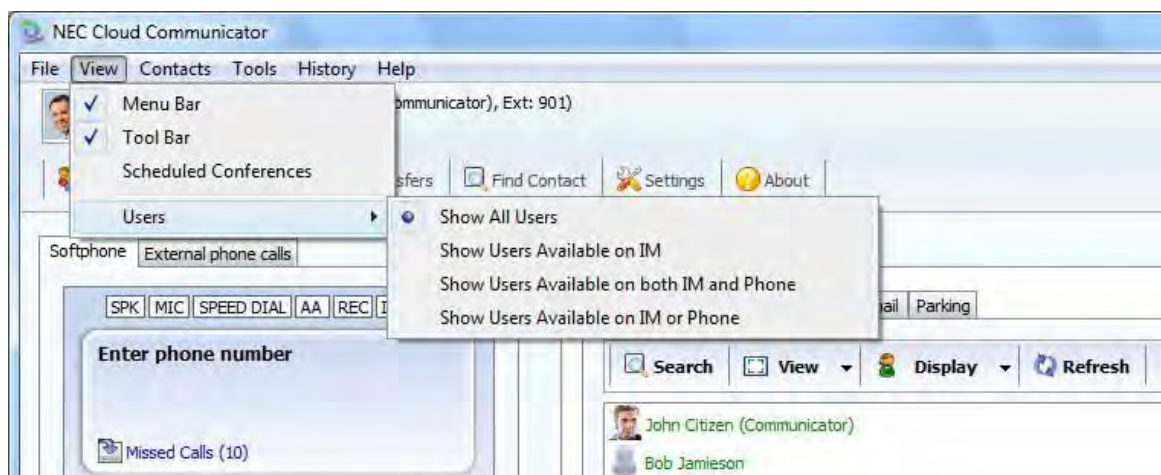 NEC Cloud Communicator
File View Contacts Tools History Help
Menu Bar
ommunicator), Ext: 901)
Tool Bar
Scheduled Conferences
sfers Find Contact Settings About
Users
Show All Users
Show Users Available on IM
Softphone External phone calls
Show Users Available on both IM and Phone
SPK MIC SPEED DIAL AA REC
Show Users Available on IM or Phone
ail Parking
Enter phone number
Search View Display Refresh
John Citizen (Communicator)
Missed Calls (10)
Bob Jamieson